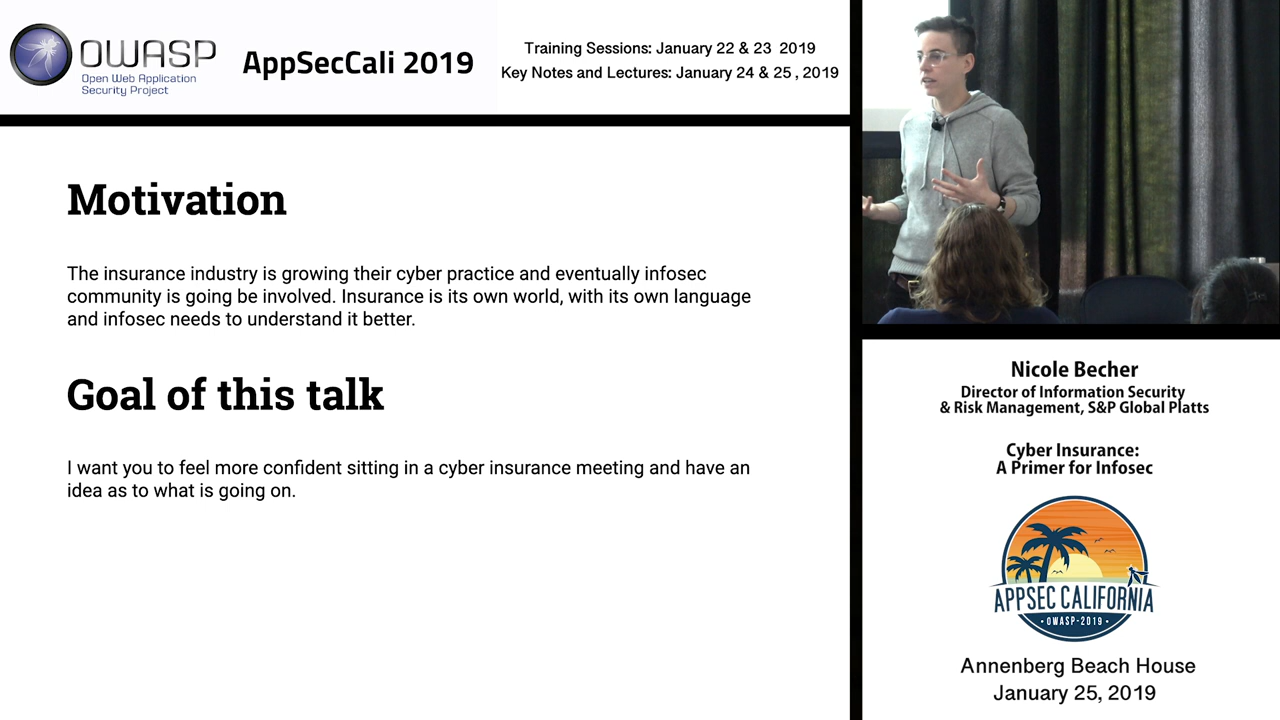 OWASP
Open Web Application
Security Project
AppSecCali 2019
Training Sessions: January 22 & 23 2019
Key Notes and Lectures: January 24 & 25 , 2019
Motivation
The insurance industry is growing their cyber practice and eventually infosec
community is going be involved. Insurance is its own world, with its own language
and infosec needs to understand it better.
Goal of this talk
I want you to feel more confident sitting in a cyber insurance meeting and have an
idea as to what is going on.
Nicole Becher
Director of Information Security
& Risk Management, S&P Global Platts
Cyber Insurance:
A Primer for Infosec
APPSEC CALIFORNIA
• OWASP-2019 •
Annenberg Beach House
January 25, 2019